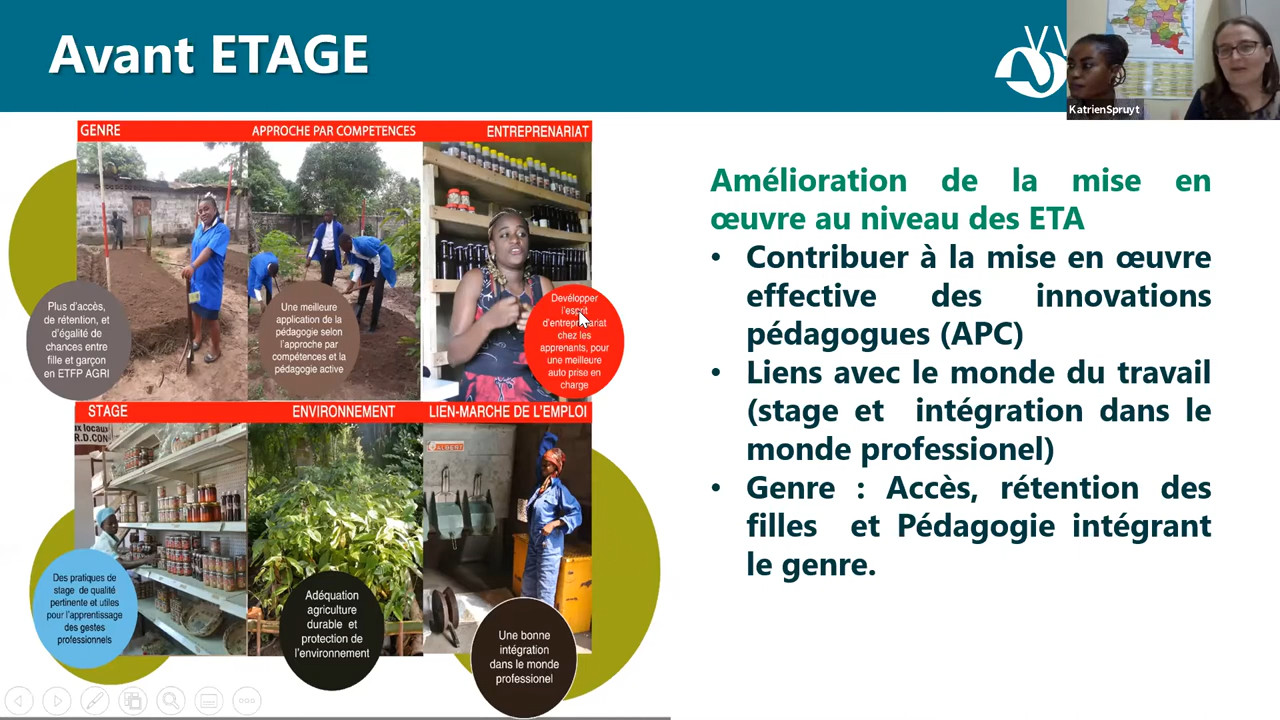 Avant ETAGE
KatrienSpruyt
GENRE
APPROCHE PAR COMPETENCES
ENTREPRENARIAT
Plus d'accès,
de rétention, et
d'égalité de
chances entre
fille et garçon
en ETFP AGRI
Une meilleure
application de la
pédagogie selon
l'approche par
compétences et la
pédagogie active
Devélopper
l'esprit
d'entreprenariat
chez les
apprenants, pour
une meilleure
auto prise en
charge
STAGE
ENVIRONNEMENT
LIEN-MARCHE DE L'EMPLOI
ux locaux
R.D.CON
ALBERT
Des pratiques de
stage de qualité
pertinente et utiles
pour l'apprentissage
des gestes
professionnels
Adéquation
agriculture
durable et
protection de
l'environnement
Une bonne
intégration
dans le monde
professionel
Amélioration de la mise en
œuvre au niveau des ETA
• Contribuer à la mise en œuvre
effective des innovations
pédagogues (APC)
• Liens avec le monde du travail
(stage et intégration dans le
monde professionel)
• Genre : Accès, rétention des
filles et Pédagogie intégrant
le genre.